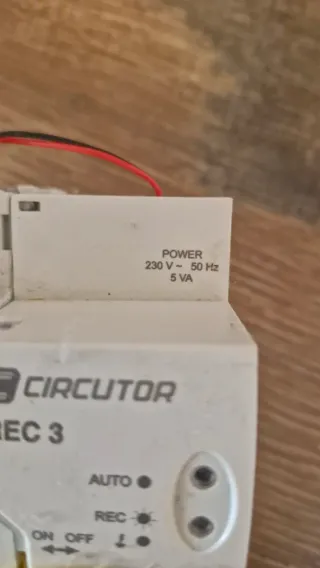 POWER
230 V ~ 50 Hz
5 VA
CIRCUTOR
REC 3
AUTO
REC
ON OFF